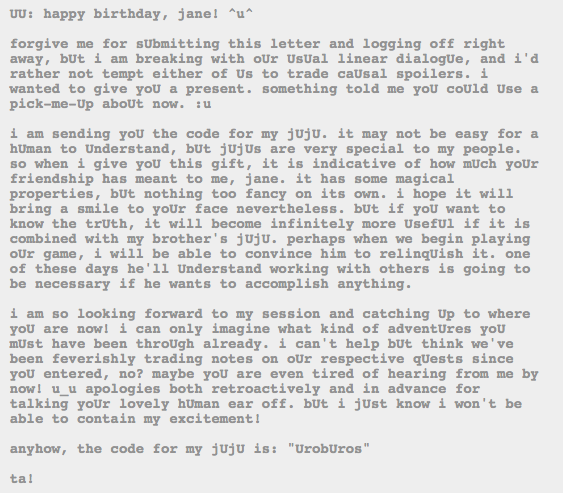 UU: happy birthday, jane! ^u^
forgive me for sUbmitting this letter and logging off right
away, bUt i am breaking with oUr UsUal linear dialogUe, and i'd
rather not tempt either of Us to trade caUsal spoilers. i
wanted to give yoU a present. something told me yoU coUld Use a
pick-me-Up aboUt now. :u
i am sending yoU the code for my jUjU. it may not be easy for a
hUman to Understand, bUt jUjUs are very special to my people.
so when i give yoU this gift, it is indicative of how mUch yoUr
friendship has meant to me, jane. it has some magical
properties, bUt nothing too fancy on its own. i hope it will
bring a smile to yoUr face nevertheless. bUt if yoU want to
know the trUth, it will become infinitely more UsefUl if it is
combined with my brother's jUjU. perhaps when we begin playing
oUr game, i will be able to convince him to relinqUish it. one
of these days he'll Understand working with others is going to
be necessary if he wants to accomplish anything.
i am so looking forward to my session and catching Up to where
yoU are now! i can only imagine what kind of adventUres yoU
mUst have been throUgh already. i can't help bUt think we've
been feverishly trading notes on oUr respective qUests since
yoU entered, no? maybe yoU are even tired of hearing from me by
now! u_u apologies both retroactively and in advance for
talking yoUr lovely hUman ear off. bUt i jUst know i won't be
able to contain my excitement!
anyhow, the code for my jUjU is: "UrobUros"
ta!